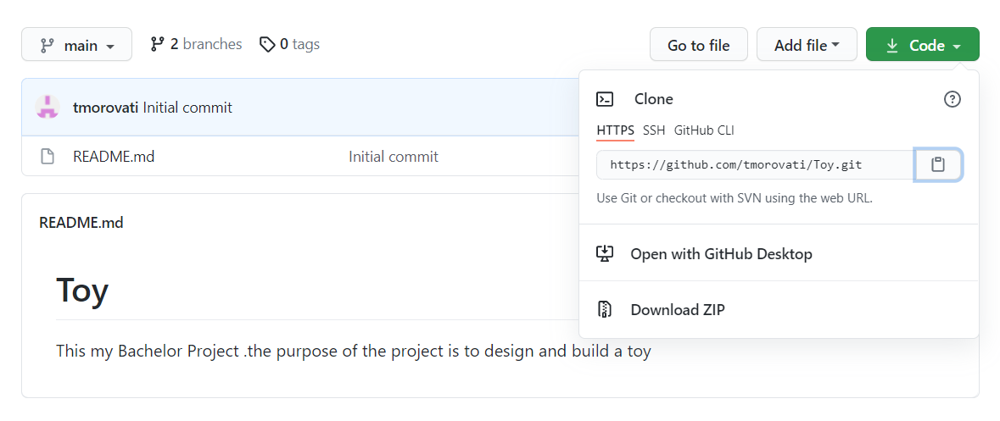 main 2 branches 0 tags Go to file Add file Code
tmorovati Initial commit
README.md Initial commit
Clone
HTTPS SSH GitHub CLI
https://github.com/tmorovati/Toy.git
Use Git or checkout with SVN using the web URL.
Open with GitHub Desktop
Download ZIP
README.md
Toy
This my Bachelor Project .the purpose of the project is to design and build a toy